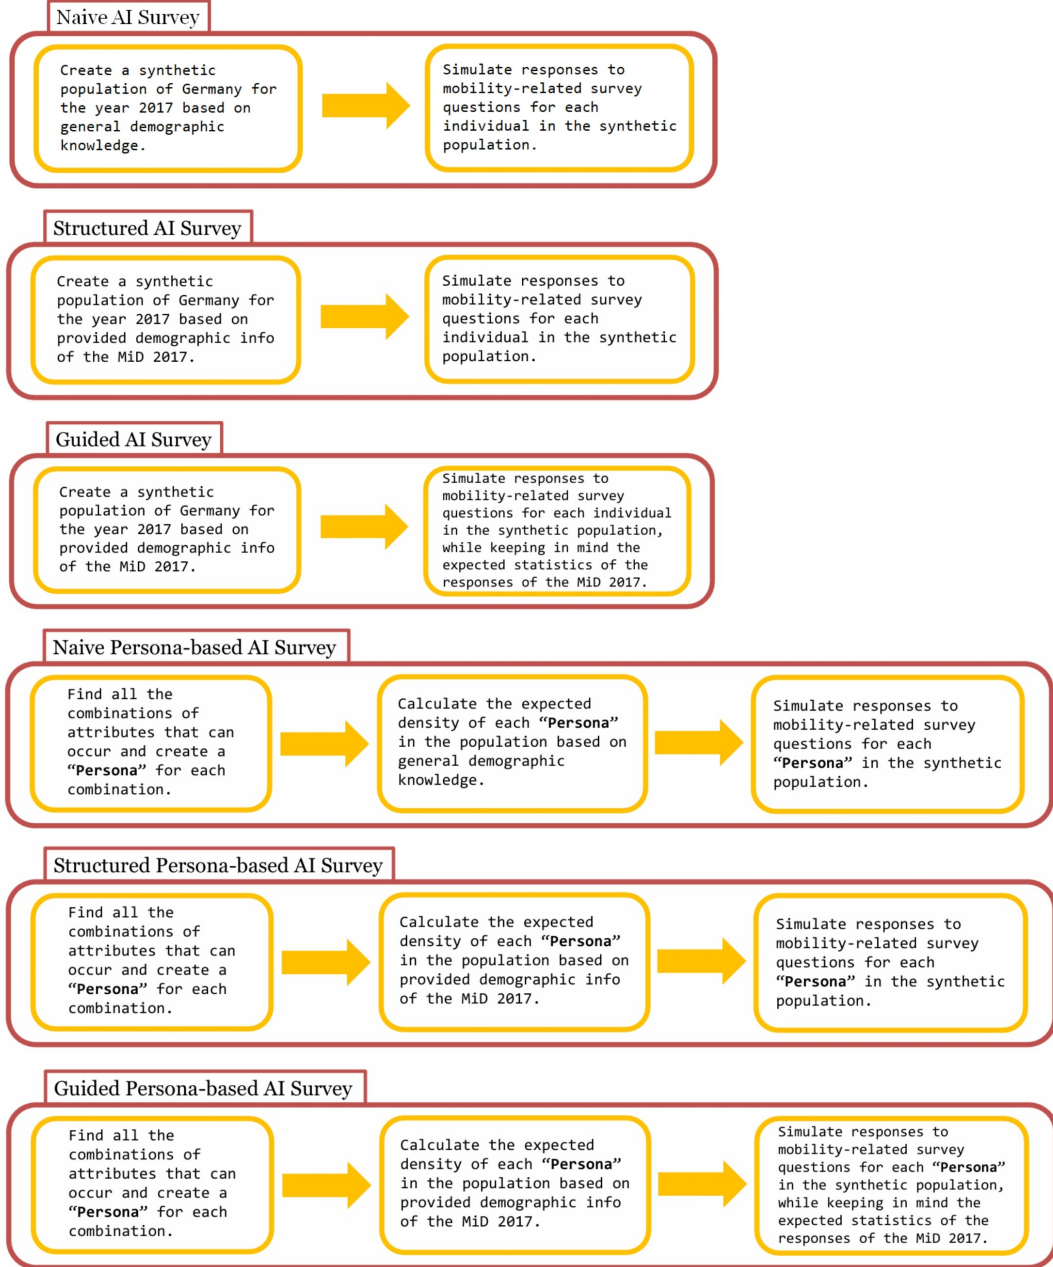 Naive AI Survey
Create a synthetic
population of Germany for
the year 2017 based on
general demographic
knowledge.
Simulate responses to
mobility-related survey
questions for each
individual in the synthetic
population.
Structured AI Survey
Create a synthetic
population of Germany for
the year 2017 based on
provided demographic info
of the MiD 2017.
Simulate responses to
mobility-related survey
questions for each
individual in the synthetic
population.
Guided AI Survey
Create a synthetic
population of Germany for
the year 2017 based on
provided demographic info
of the MiD 2017.
Simulate responses to
mobility-related survey
questions for each individual
in the synthetic population,
while keeping in mind the
expected statistics of the
responses of the MiD 2017.
Naive Persona-based AI Survey
Find all the
combinations of
attributes that can
occur and create a
“Persona” for each
combination.
Calculate the expected
density of each “Persona”
in the population based on
general demographic
knowledge.
Simulate responses to
mobility-related survey
questions for each
“Persona” in the synthetic
population.
Structured Persona-based AI Survey
Find all the
combinations of
attributes that can
occur and create a
“Persona” for each
combination.
Calculate the expected
density of each “Persona”
in the population based on
provided demographic info
of the MiD 2017.
Simulate responses to
mobility-related survey
questions for each
“Persona” in the synthetic
population.
Guided Persona-based AI Survey
Find all the
combinations of
attributes that can
occur and create a
“Persona” for each
combination.
Calculate the expected
density of each “Persona”
in the population based on
provided demographic info
of the MiD 2017.
Simulate responses to
mobility-related survey
questions for each “Persona”
in the synthetic population,
while keeping in mind the
expected statistics of the
responses of the MiD 2017.